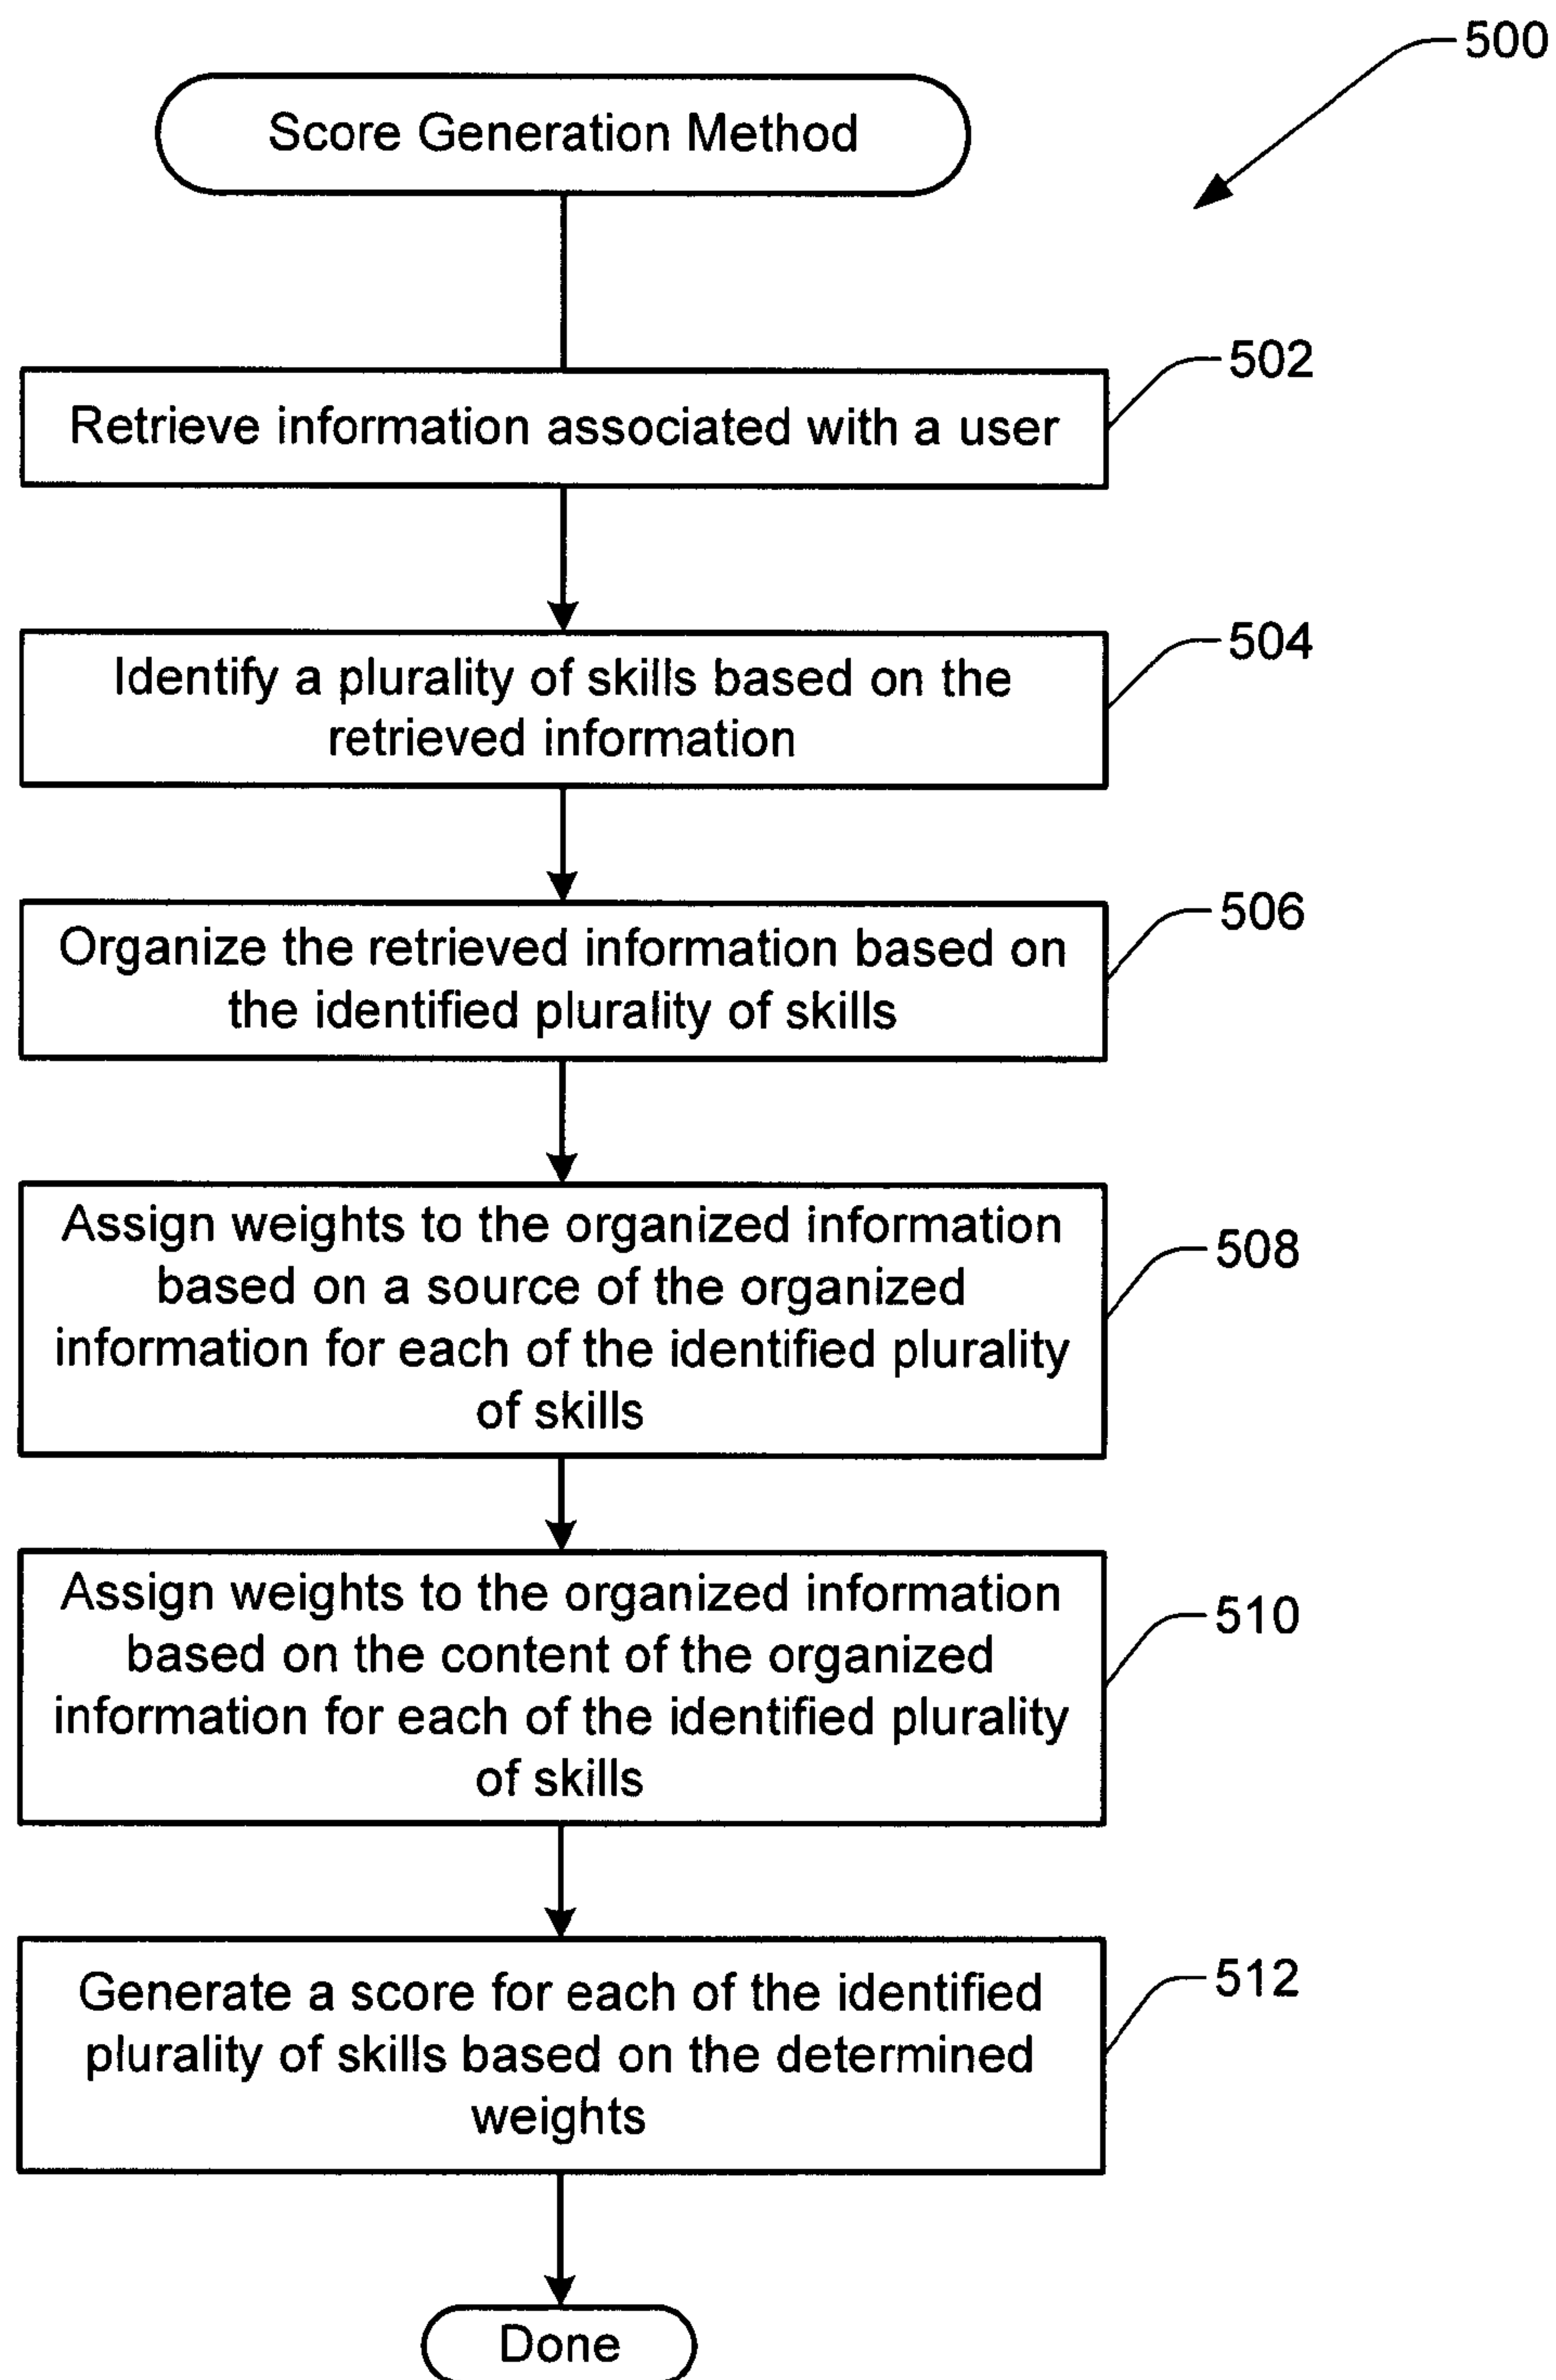 500
Score Generation Method
502
Retrieve information associated with a user
504
Identify a plurality of skills based on the
retrieved information
506
Organize the retrieved information based on
the identified plurality of skills
508
Assign weights to the organized information
based on a source of the organized
information for each of the identified plurality
of skills
510
Assign weights to the organized information
based on the content of the organized
information for each of the identified plurality
of skills
512
Generate a score for each of the identified
plurality of skills based on the determined
weights
Done